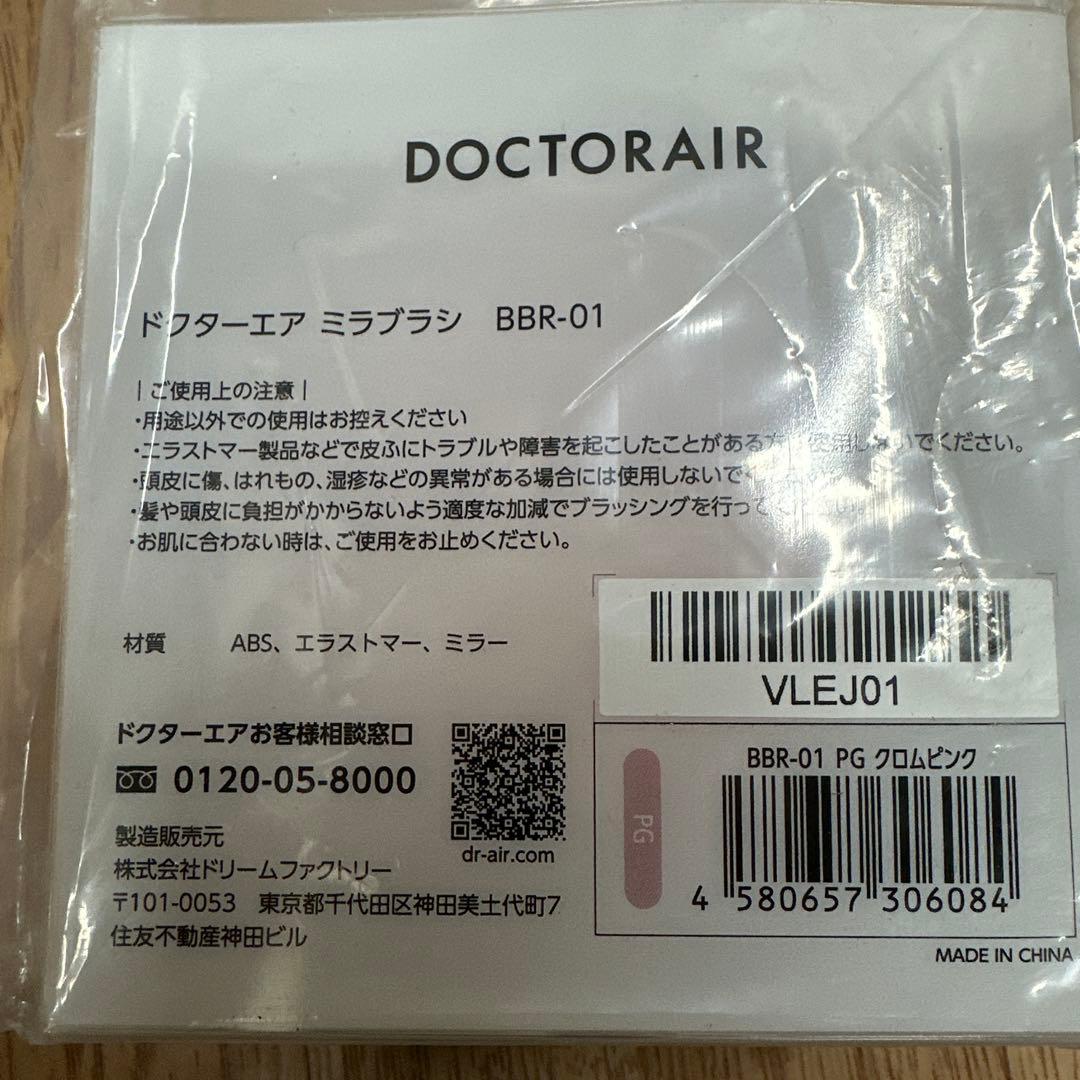 DOCTORAIR
ドクターエア ミラブラシ BBR-01
| ご使用上の注意 |
・用途以外での使用はお控えください
・エラストマー製品などで皮ふにトラブルや障害を起こしたことがある方 使用しないでください。
・頭皮に傷、はれもの、湿疹などの異常がある場合には使用しないで
・髪や頭皮に負担がかからないよう適度な加減でブラッシングを行って
・お肌に合わない時は、ご使用をお止めください。
材質 ABS、エラストマー、ミラー
VLEJ01
ドクターエアお客様相談窓口
0120-05-8000
dr-air.com
製造販売元
株式会社ドリームファクトリー
〒101-0053 東京都千代田区神田美土代町7
住友不動産神田ビル
BBR-01 PG クロムピンク
PG
4 580657 306084
MADE IN CHINA